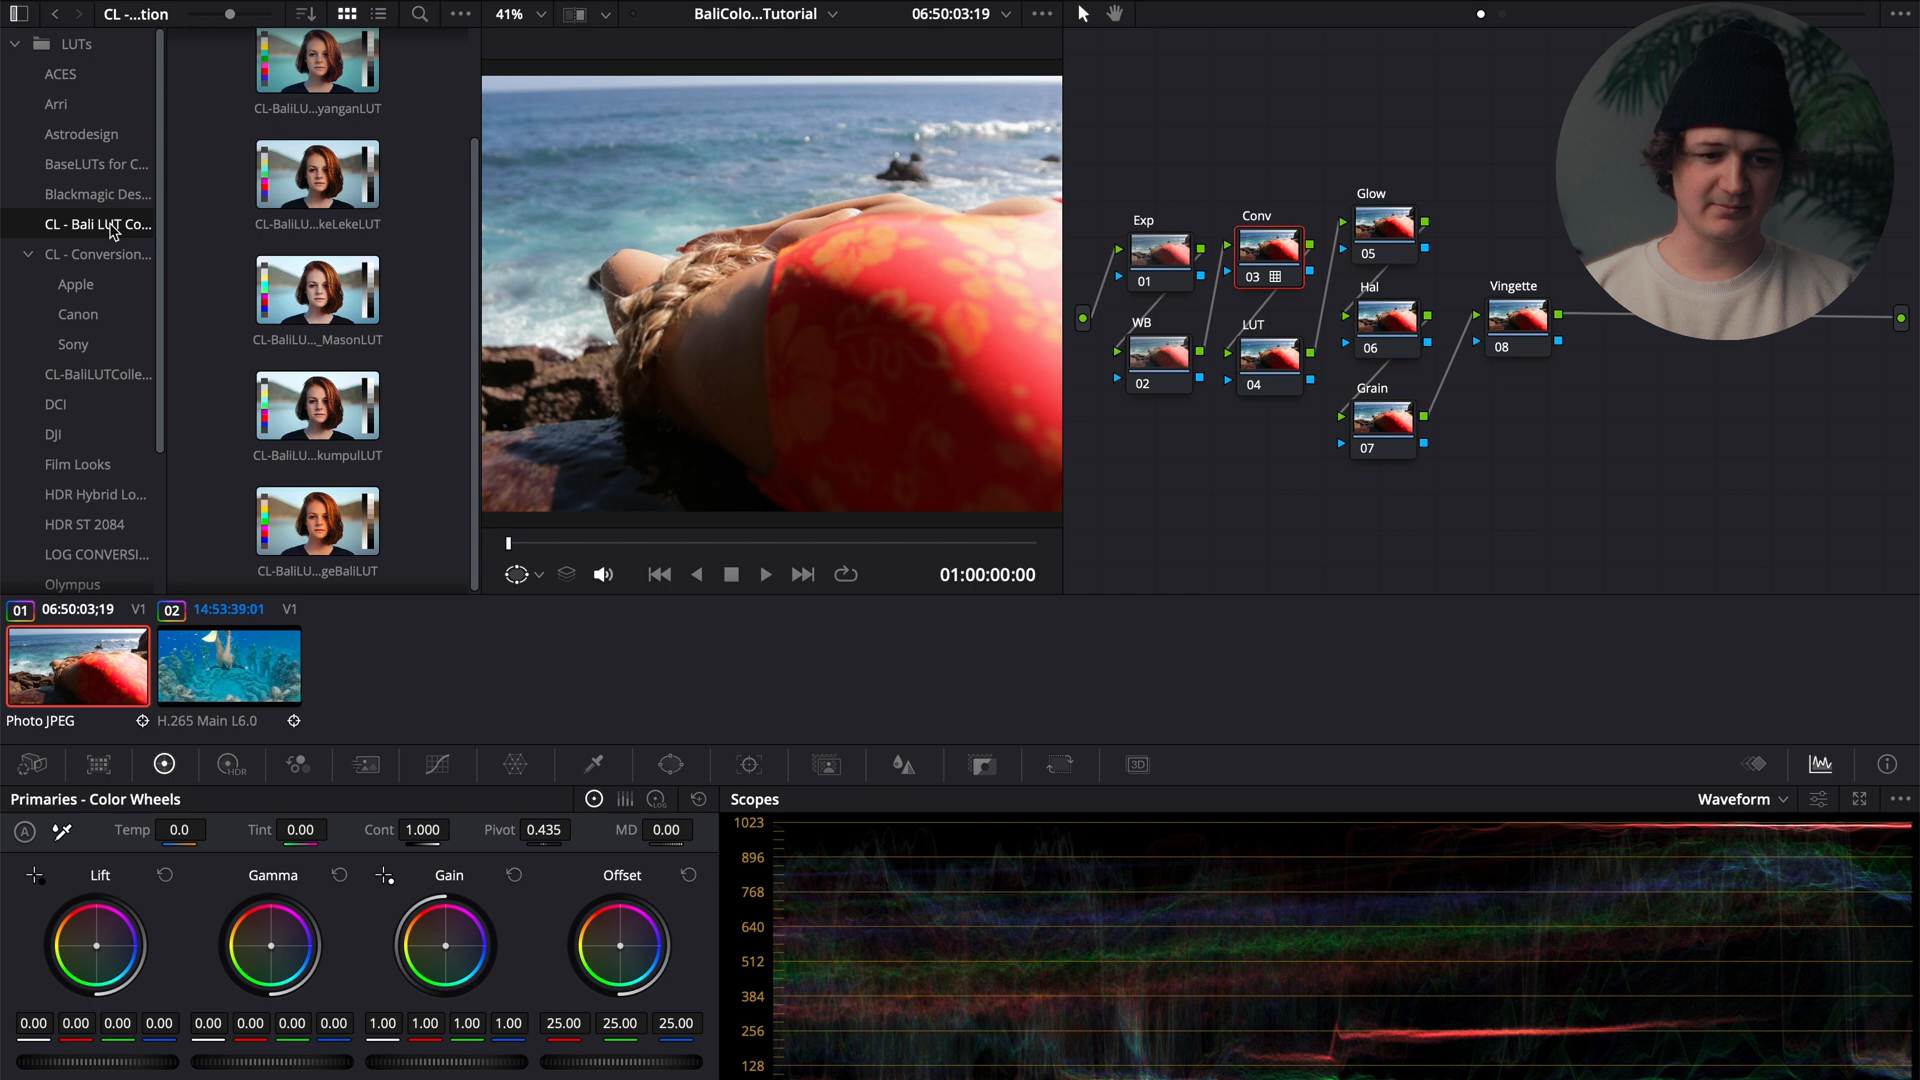 CL -...tion
41%
BaliColo...Tutorial
06:50:03:19
LUTs
ACES
Arri
Astrodesign
BaseLUTs for C...
Blackmagic Des...
CL - Bali LUT Co...
CL - Conversion...
Apple
Canon
Sony
CL-BaliLUTColle...
DCI
DJI
Film Looks
HDR Hybrid Lo...
HDR ST 2084
LOG CONVERSI...
Olympus
CL-BaliLU...yanganLUT
CL-BaliLU...keLekeLUT
CL-BaliLU..._MasonLUT
CL-BaliLU...kumpulLUT
CL-BaliLU...geBaliLUT
01:00:00:00
Exp
01
WB
02
Conv
03
LUT
04
Glow
05
Hal
06
Grain
07
Vingette
08
01 06:50:03;19 V1
02 14:53:39:01 V1
Photo JPEG
H.265 Main L6.0
HDR
3D
Primaries - Color Wheels
LOG
A
Temp 0.0
Tint 0.00
Cont 1.000
Pivot 0.435
MD 0.00
Lift
Gamma
Gain
Offset
0.00 0.00 0.00 0.00
0.00 0.00 0.00 0.00
1.00 1.00 1.00 1.00
25.00 25.00 25.00
Scopes
Waveform
1023
896
768
640
512
384
256
128